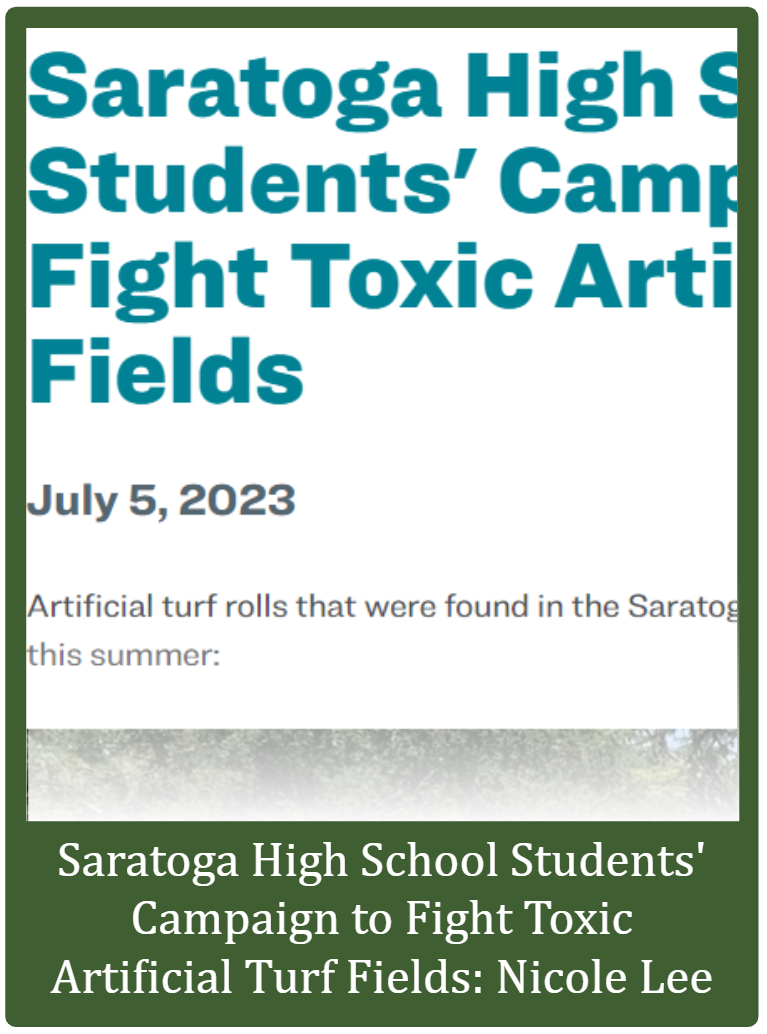 Saratoga High S
Students’ Camp
Fight Toxic Arti
Fields
July 5, 2023
Artificial turf rolls that were found in the Saratog
this summer:
Saratoga High School Students'
Campaign to Fight Toxic
Artificial Turf Fields: Nicole Lee